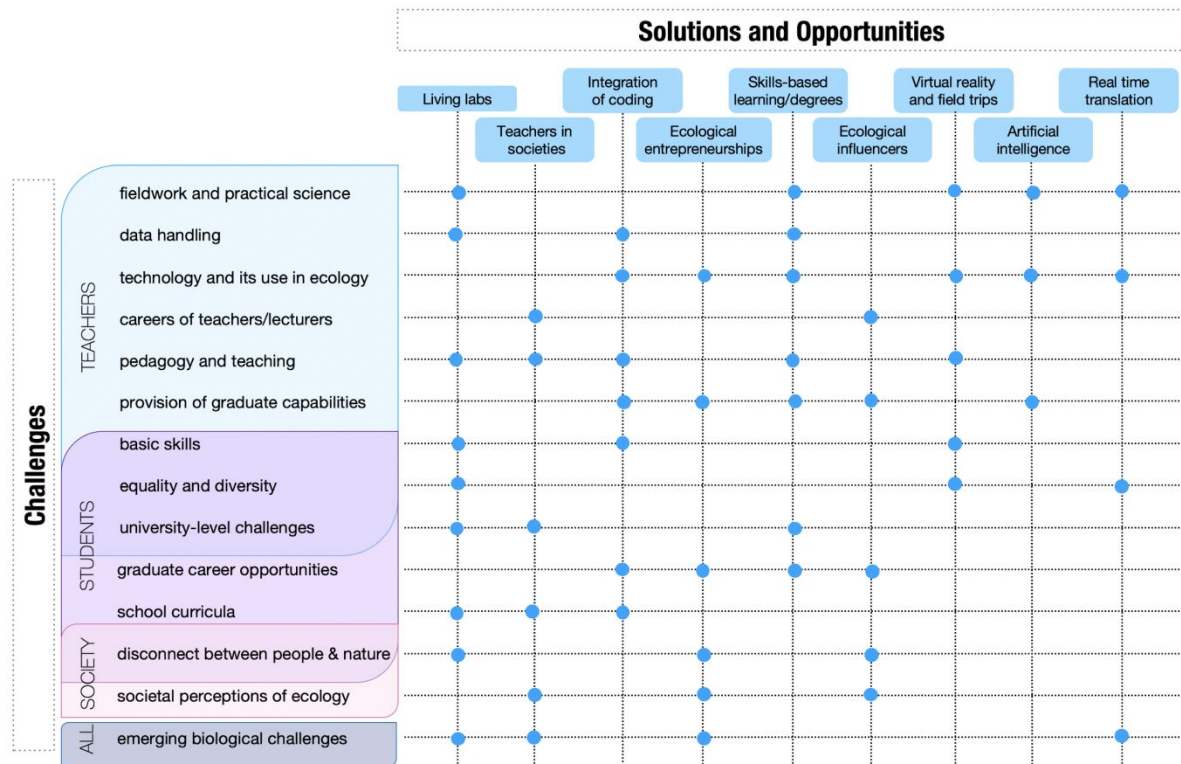 Solutions and Opportunities
Living labs
Integration
of coding
Skills-based
learning/degrees
Virtual reality
and field trips
Real time
translation
Teachers in
societies
Ecological
entrepreneurships
Ecological
influencers
Artificial
intelligence
Challenges
TEACHERS
fieldwork and practical science
data handling
technology and its use in ecology
careers of teachers/lecturers
pedagogy and teaching
provision of graduate capabilities
STUDENTS
basic skills
equality and diversity
university-level challenges
graduate career opportunities
school curricula
SOCIETY
disconnect between people & nature
societal perceptions of ecology
ALL
emerging biological challenges